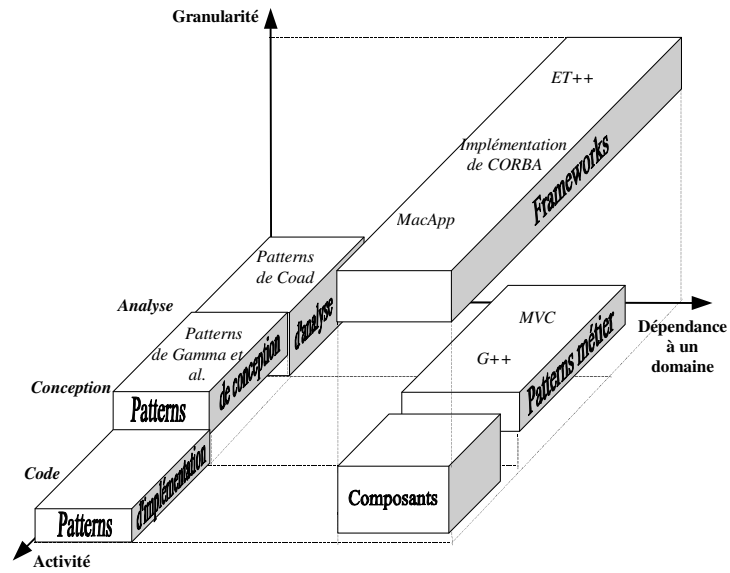 Granularité
ET++
Implémentation
de CORBA
Frameworks
MacApp
Patterns
de Coad
d'analyse
Analyse
Patterns
de Gamma et
al.
de conception
MVC
G++
Patterns métier
Dépendance
à un
domaine
Conception
Patterns
Code
Patterns
d'implémentation
Composants
Activité